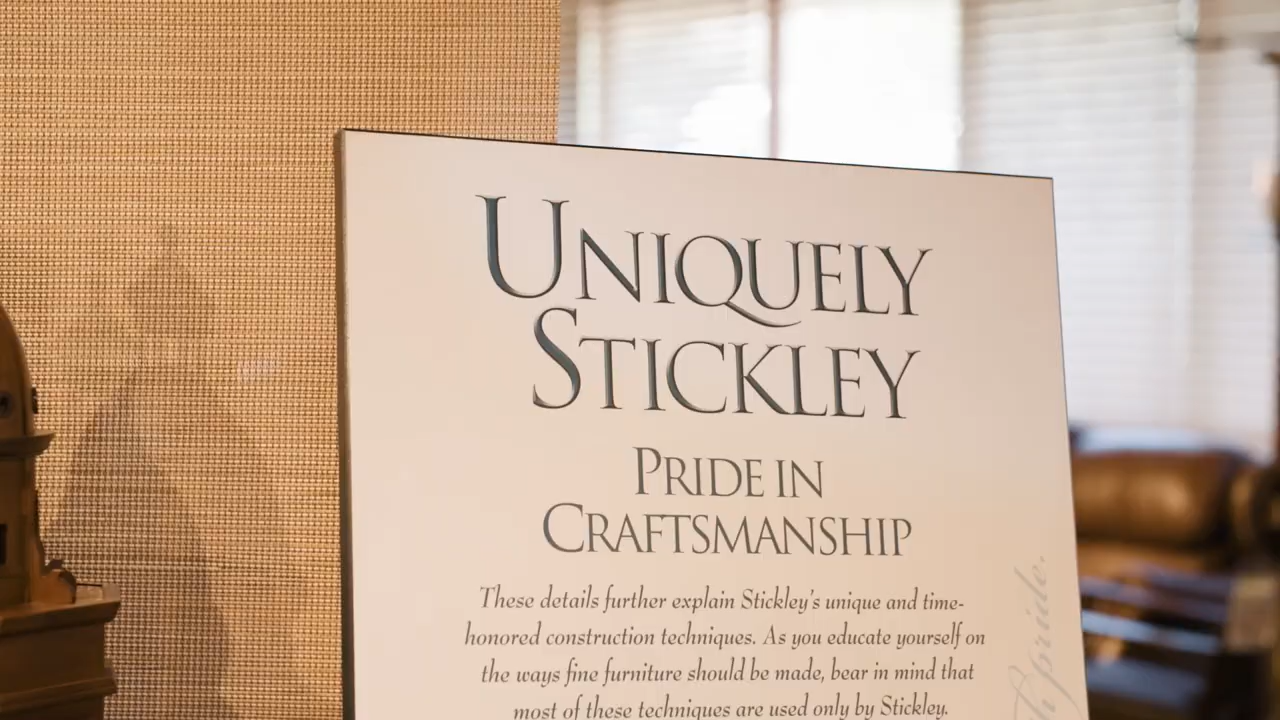 UNIQUELY
STICKLEY
PRIDE IN
CRAFTSMANSHIP
These details further explain Stickley's unique and time-
honored construction techniques. As you educate yourself on
the ways fine furniture should be made, bear in mind that
most of these techniques are used only by Stickley.
pride.